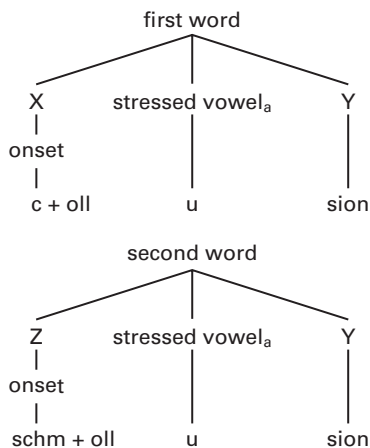 first word
X stressed vowelₐ Y
onset
c + oll u sion
second word
Z stressed vowelₐ Y
onset
schm + oll u sion